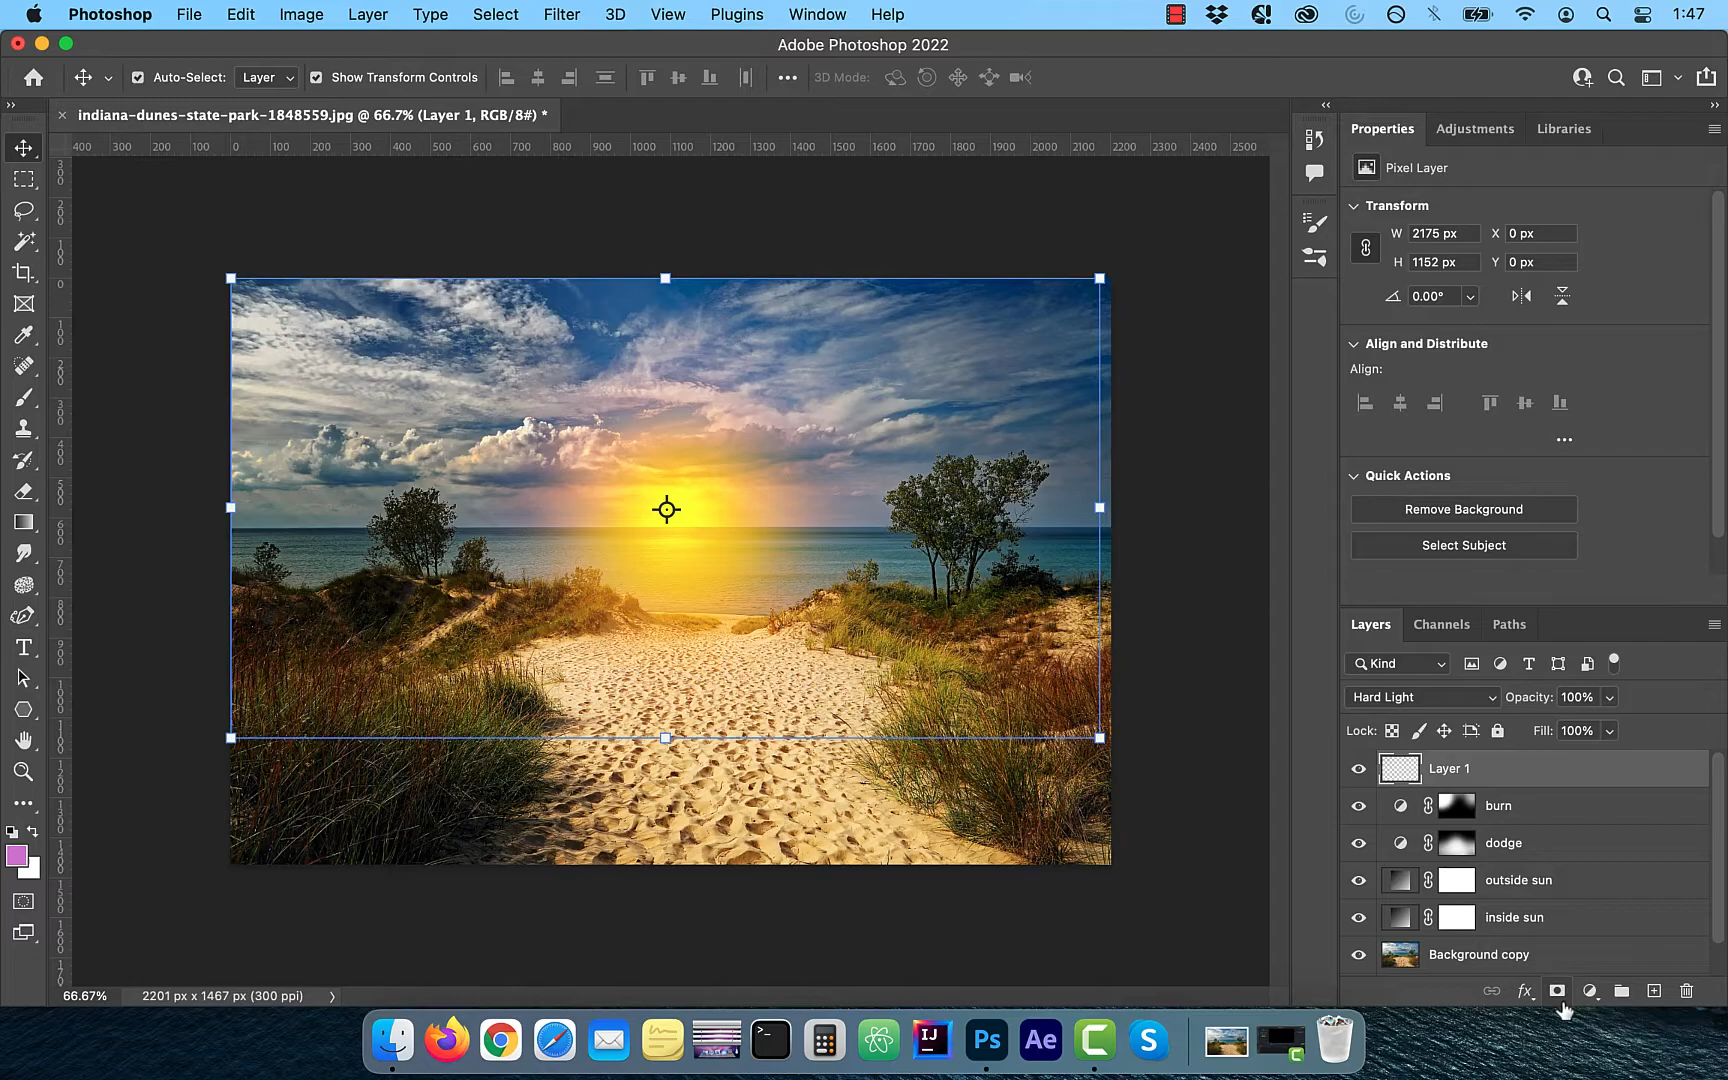 Photoshop File Edit Image Layer Type Select Filter 3D View Plugins Window Help 1:47
Adobe Photoshop 2022
Auto-Select: Layer Show Transform Controls 3D Mode:
indiana-dunes-state-park-1848559.jpg @ 66.7% (Layer 1, RGB/8#) *
400 300 200 100 0 100 200 300 400 500 600 700 800 900 1000 1100 1200 1300 1400 1500 1600 1700 1800 1900 2000 2100 2200 2300 2400 2500
Properties Adjustments Libraries
Pixel Layer
Transform
W 2175 px X 0 px
H 1152 px Y 0 px
0.00°
Align and Distribute
Align:
Quick Actions
Remove Background
Select Subject
Layers Channels Paths
Kind
Hard Light Opacity: 100%
Lock: Fill: 100%
Layer 1
burn
dodge
outside sun
inside sun
Background copy
fx
66.67% 2201 px x 1467 px (300 ppi)
IJ Ps Ae C S